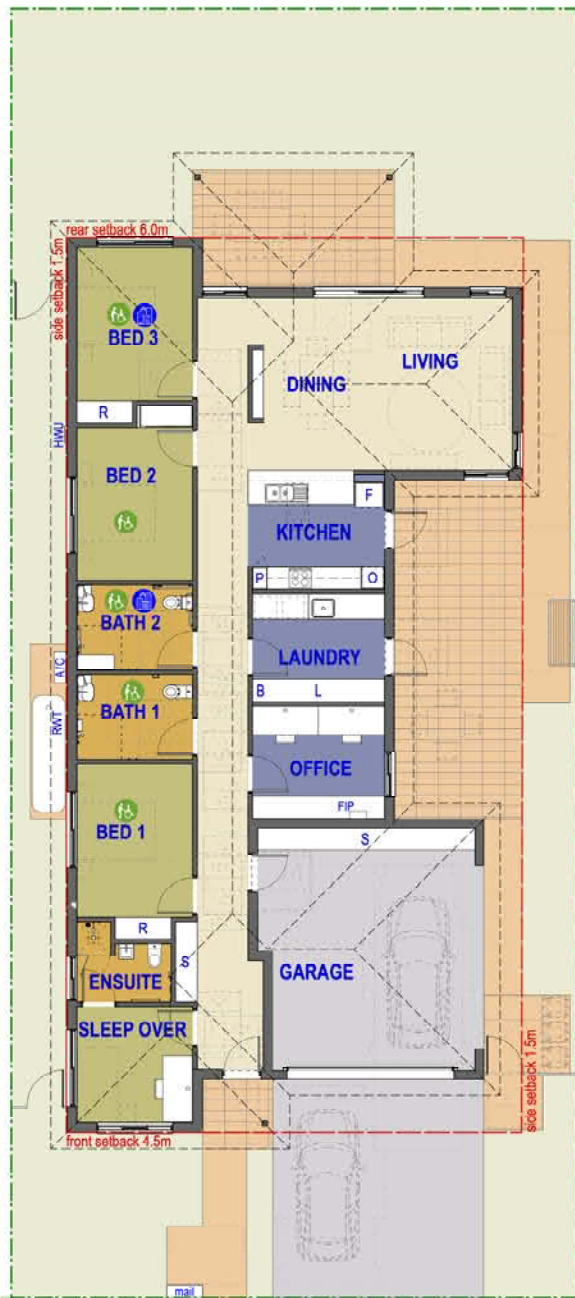 rear setback 6.0m
side setback 1.5m
BED 3
LIVING
DINING
R
HWU
BED 2
F
KITCHEN
P
O
BATH 2
LAUNDRY
A/C
B
L
RWT
BATH 1
OFFICE
FIP
BED 1
S
R
S
ENSUITE
GARAGE
SLEEP OVER
side setback 1.5m
front setback 4.5m
mail